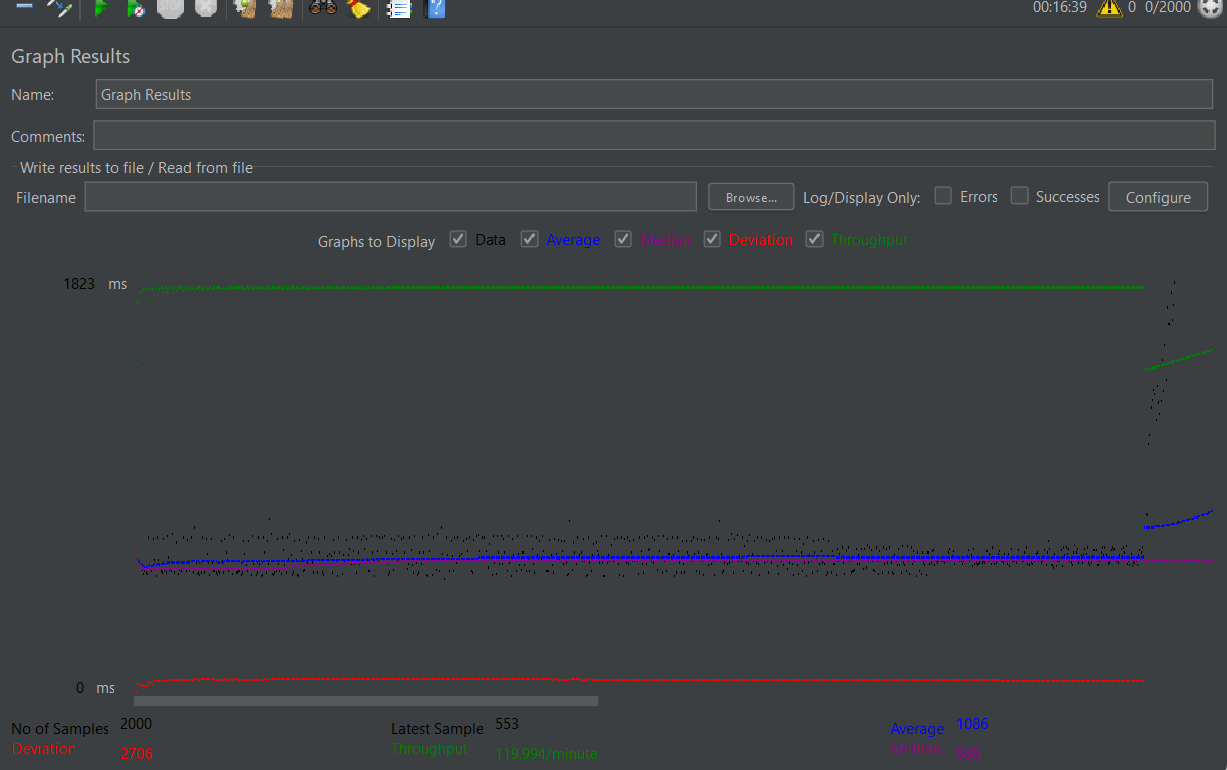 STOP
?
00:16:39 0 0/2000
Graph Results
Name: Graph Results
Comments:
Write results to file / Read from file
Filename Browse... Log/Display Only: Errors Successes Configure
Graphs to Display Data Average Median Deviation Throughput
1823 ms
0 ms
No of Samples 2000 Latest Sample 553 Average 1086
Deviation 2706 Throughput 119.994/minute Median 595